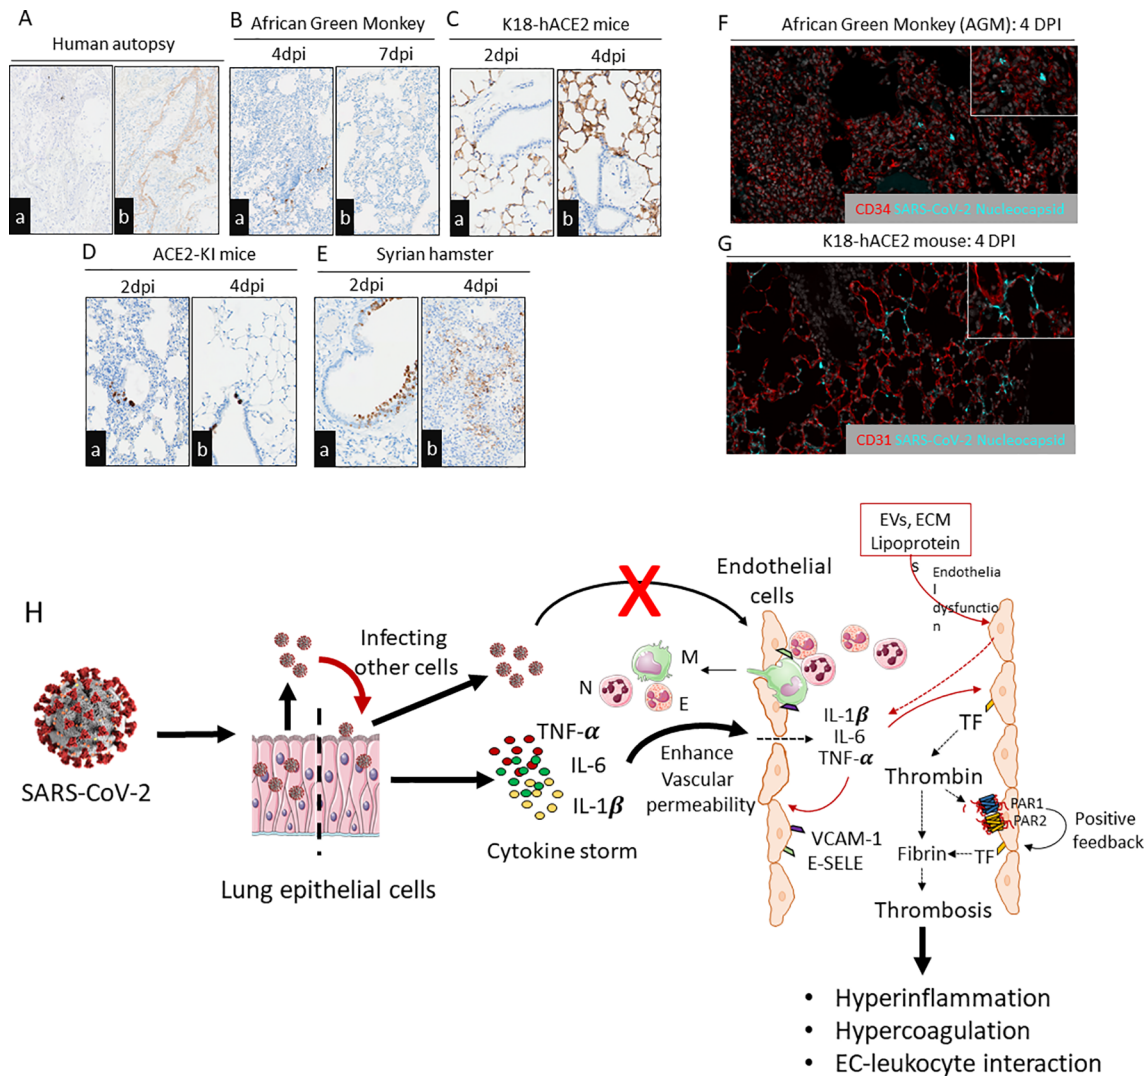 A
Human autopsy
a
b
B
African Green Monkey
4dpi
7dpi
a
b
C
K18-hACE2 mice
2dpi
4dpi
a
b
D
ACE2-KI mice
2dpi
4dpi
a
b
E
Syrian hamster
2dpi
4dpi
a
b
F
African Green Monkey (AGM): 4 DPI
CD34 SARS-CoV-2 Nucleocapsid
G
K18-hACE2 mouse: 4 DPI
CD31 SARS-CoV-2 Nucleocapsid
H
SARS-CoV-2
Lung epithelial cells
Infecting
other cells
X
TNF-α
IL-6
IL-1β
Cytokine storm
N
M
E
Enhance
Vascular
permeability
Endothelial
cells
IL-1β
IL-6
TNF-α
VCAM-1
E-SELE
EVs, ECM
Lipoprotein
s
Endothelia
l
dysfunctio
n
TF
Thrombin
PAR1
PAR2
Positive
feedback
Fibrin
TF
Thrombosis
• Hyperinflammation
• Hypercoagulation
• EC-leukocyte interaction